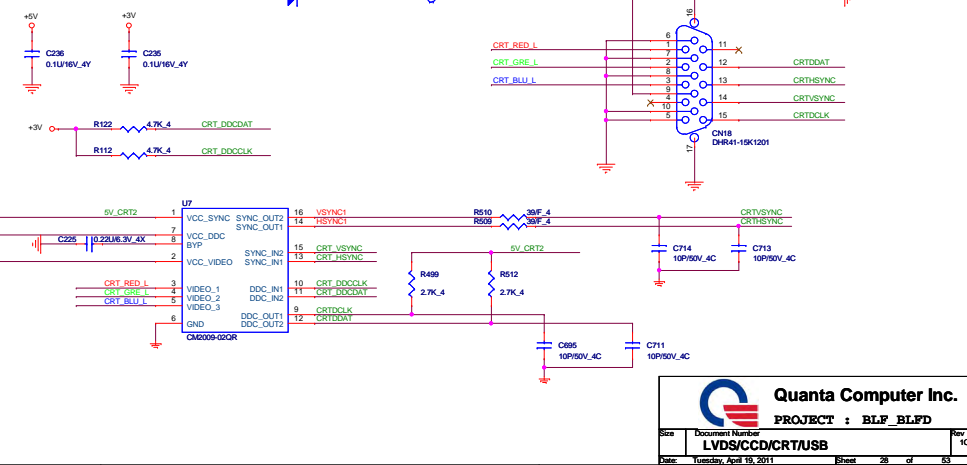 +5V
+3V
C236
0.1U/16V_4Y
C235
0.1U/16V_4Y
+3V
R122
4.7K_4
CRT_DDCDAT
R112
4.7K_4
CRT_DDCCLK
16
CRT_RED_L
CRT_GRE_L
CRT_BLU_L
6
1
7
2
8
3
9
4
10
5
11
12
13
14
15
CRTDDAT
CRTHSYNC
CRTVSYNC
CRTDCLK
CN18
DHR41-15K1201
17
U7
5V_CRT2
1
VCC_SYNC
7
VCC_DDC
C225
0.22U/6.3V_4X
8
BYP
2
VCC_VIDEO
CRT_RED_L
3
VIDEO_1
CRT_GRE_L
4
VIDEO_2
CRT_BLU_L
5
VIDEO_3
6
GND
SYNC_OUT2
16
VSYNC1
SYNC_OUT1
14
HSYNC1
SYNC_IN2
15
CRT_VSYNC
SYNC_IN1
13
CRT_HSYNC
DDC_IN1
10
CRT_DDCCLK
DDC_IN2
11
CRT_DDCDAT
DDC_OUT1
9
CRTDCLK
DDC_OUT2
12
CRTDDAT
CM2009-02QR
R510
39/F_4
R509
39/F_4
CRTVSYNC
CRTHSYNC
C714
10P/50V_4C
C713
10P/50V_4C
5V_CRT2
R499
2.7K_4
R512
2.7K_4
C695
10P/50V_4C
C711
10P/50V_4C
Quanta Computer Inc.
PROJECT : BLF_BLFD
Size
Document Number
Rev
LVDS/CCD/CRT/USB
Date:
Tuesday, April 19, 2011
Sheet
28
of
53